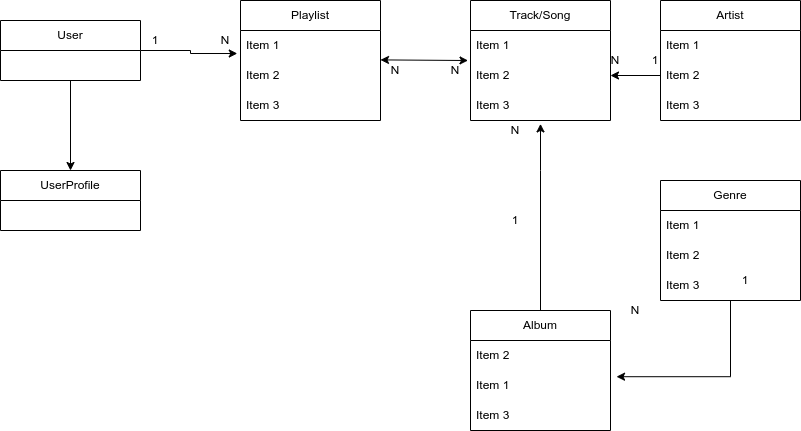 User
1
N
UserProfile
Playlist
Item 1
Item 2
Item 3
N
N
Track/Song
Item 1
Item 2
Item 3
N
1
Artist
Item 1
Item 2
Item 3
N
1
Genre
Item 1
Item 2
Item 3
1
N
Album
Item 2
Item 1
Item 3